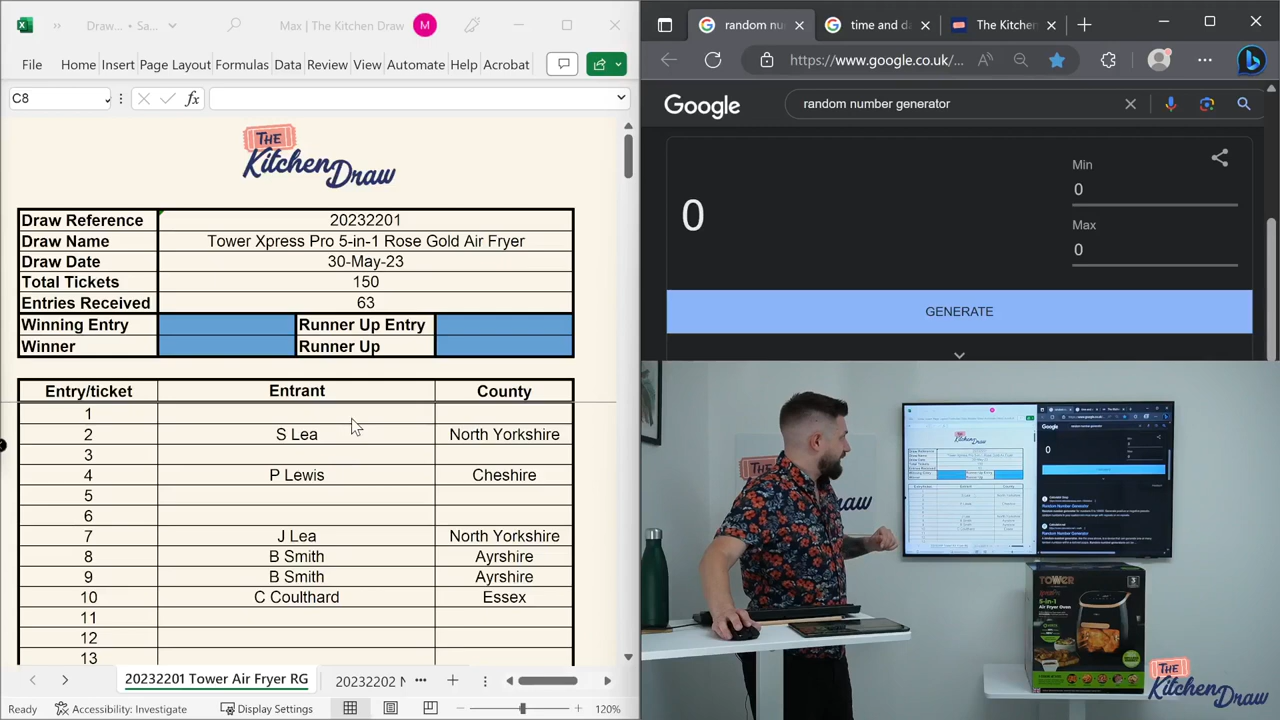 Draw... • Sa...
Max | The Kitchen Draw
M
File Home Insert Page Layout Formulas Data Review View Automate Help Acrobat
C8
fx
THE
Kitchen Draw
Draw Reference 20232201
Draw Name Tower Xpress Pro 5-in-1 Rose Gold Air Fryer
Draw Date 30-May-23
Total Tickets 150
Entries Received 63
Winning Entry Runner Up Entry
Winner Runner Up
Entry/ticket Entrant County
1
2 S Lea North Yorkshire
3
4 P Lewis Cheshire
5
6
7 J Lea North Yorkshire
8 B Smith Ayrshire
9 B Smith Ayrshire
10 C Coulthard Essex
11
12
13
20232201 Tower Air Fryer RG 20232202 N
Ready Accessibility: Investigate Display Settings 120%
random nu
time and da
The Kitchen
https://www.google.co.uk/...
Google random number generator
Min
0
0
Max
0
GENERATE
TOWER
5-in-1
Air Fryer Oven
THE
Kitchen Draw